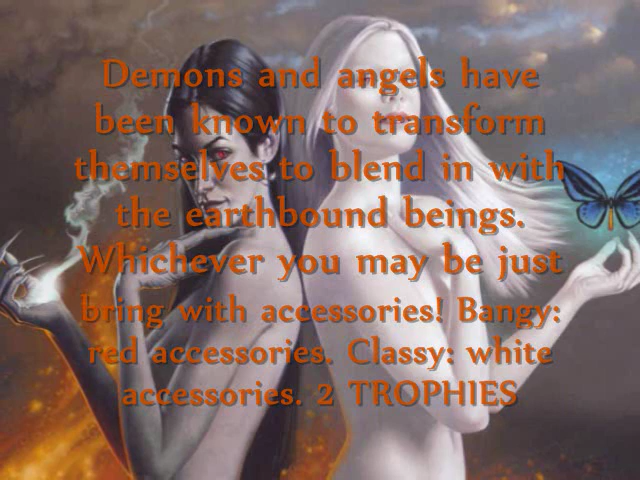 Demons and angels have
been known to transform
themselves to blend in with
the earthbound beings.
Whichever you may be just
bring with accessories! Bangy:
red accessories. Classy: white
accessories. 2 TROPHIES